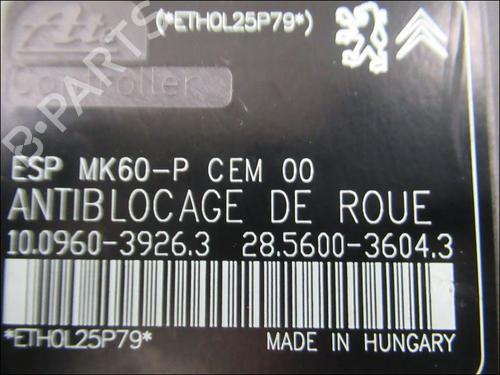 Ate (*ETH0L25P79*)
Controller
ESP MK60-P CEM 00
ANTIBLOCAGE DE ROUE
10.0960-3926.3 28.5600-3604.3
*ETH0L25P79* MADE IN HUNGARY
B-PARTS